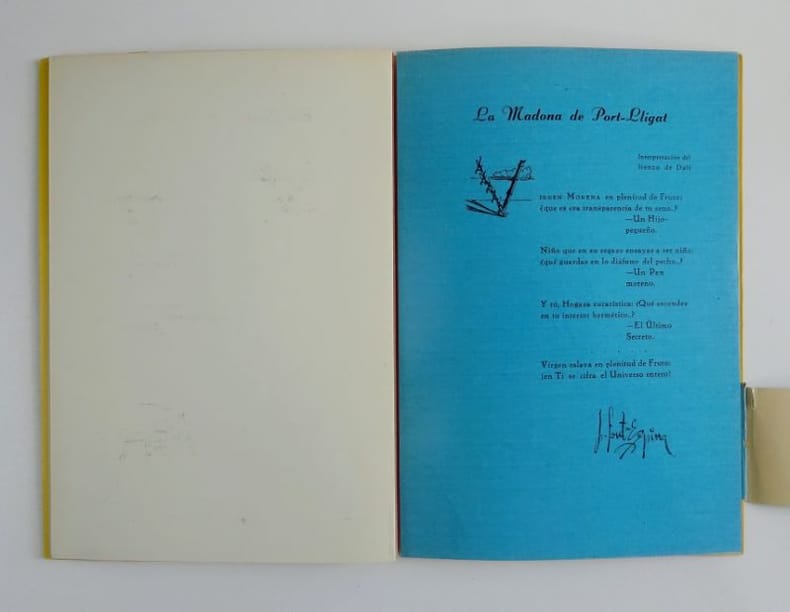 La Madona de Port-Lligat
Interpretación del
lienzo de Dalí
VIRGEN MORENA en plenitud de Fruto:
¿que es esa transparencia de tu seno..?
—Un Hijo
pequeño.
Niño que en su regazo ensayas a ser niño:
¿qué guardas en lo diáfano del pecho..?
—Un Pan
moreno.
Y tú, Hogaza eucarística: ¿Qué escondes
en tu interior hermético..?
—El Último
Secreto.
. . . .
Virgen eslava en plenitud de Fruto:
¡en Ti se cifra el Universo entero!